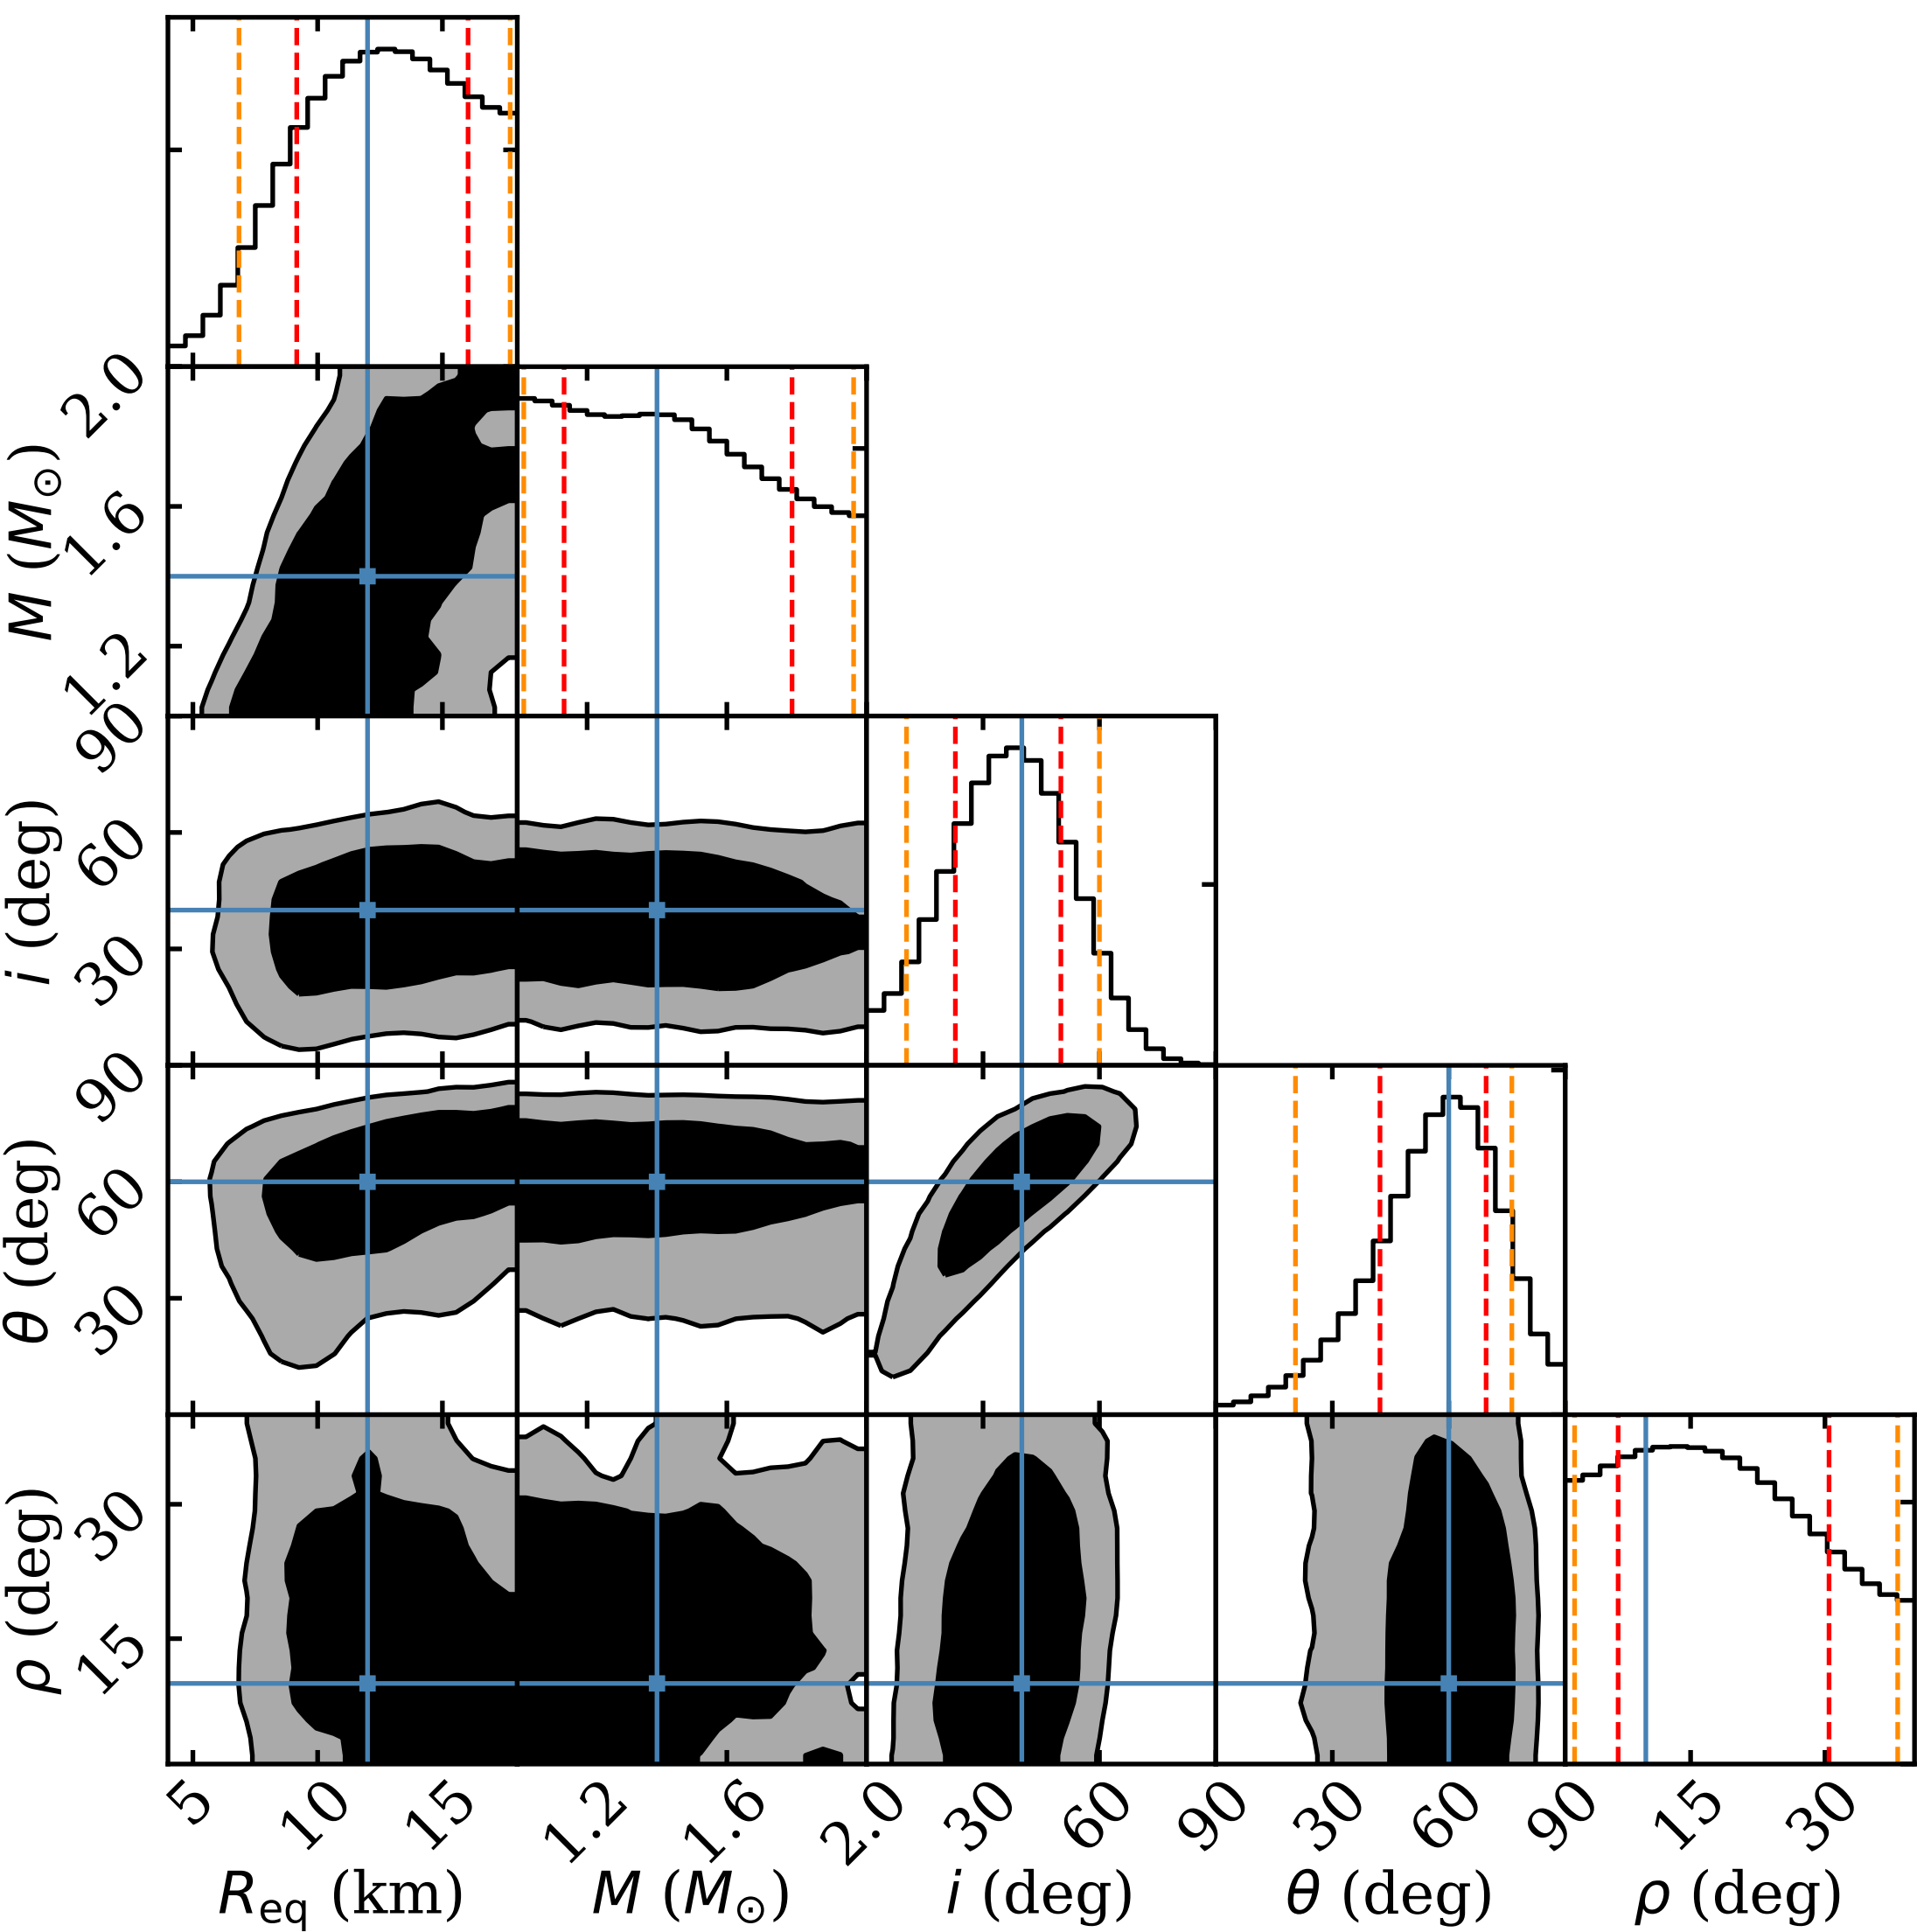 2.0
1.6
1.2
M (M⊙)
90
60
30
i (deg)
90
60
30
θ (deg)
30
15
ρ (deg)
5 10 15
1.2 1.6 2.0
30 60 90
30 60 90
15 30
Req (km)
M (M⊙)
i (deg)
θ (deg)
ρ (deg)